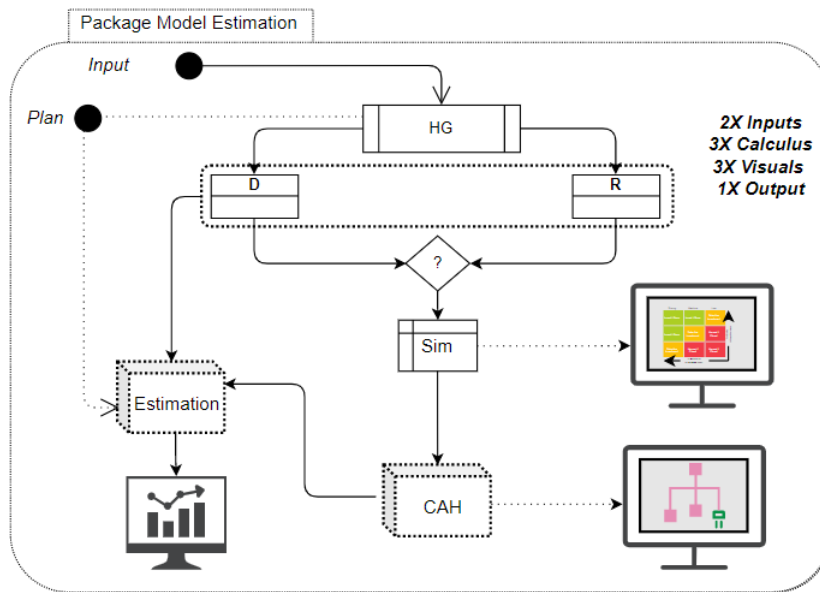 Package Model Estimation
Input
Plan
HG
2X Inputs
3X Calculus
3X Visuals
1X Output
D
R
?
Sim
Estimation
CAH